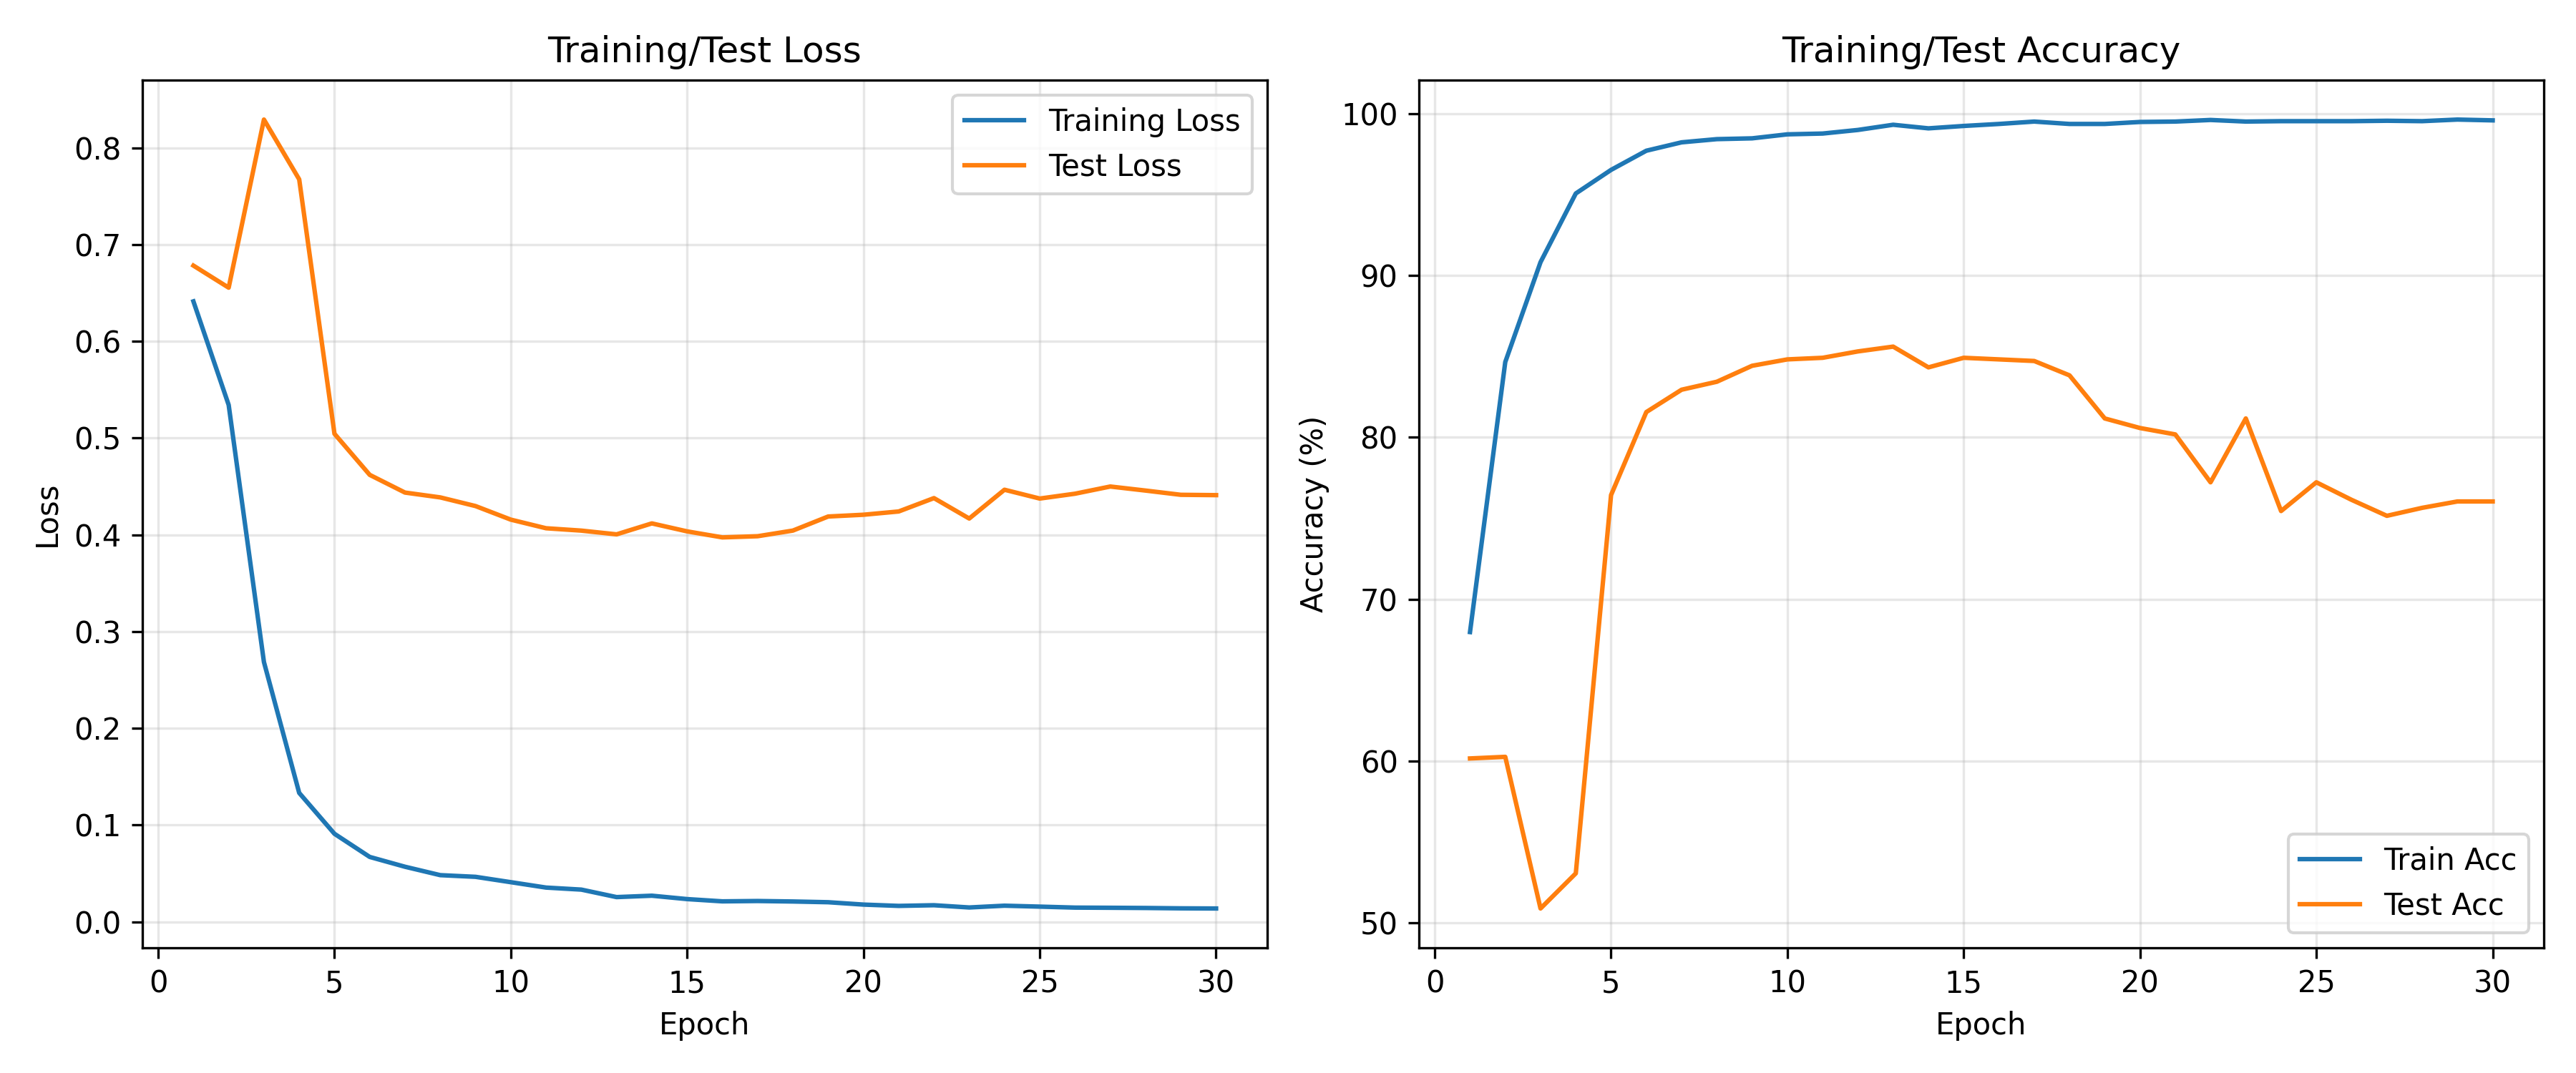 Training/Test Loss
Training Loss
Test Loss
0.8
0.7
0.6
0.5
0.4
0.3
0.2
0.1
0.0
Loss
0 5 10 15 20 25 30
Epoch
Training/Test Accuracy
100
90
80
70
60
50
Accuracy (%)
Train Acc
Test Acc
0 5 10 15 20 25 30
Epoch